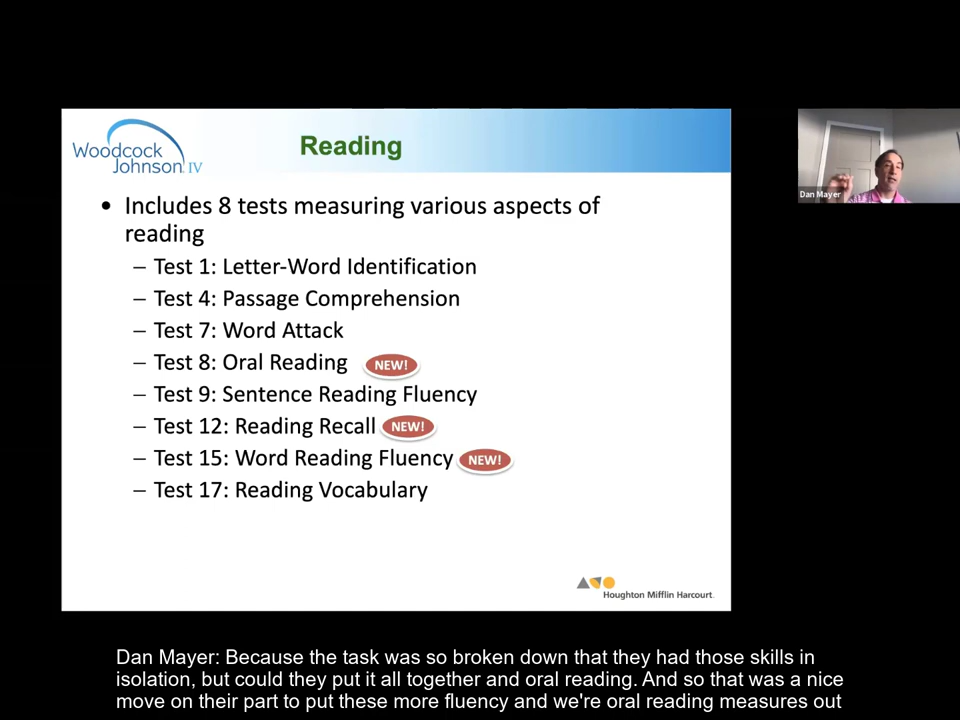 Woodcock
Johnson IV
Reading
• Includes 8 tests measuring various aspects of
reading
– Test 1: Letter-Word Identification
– Test 4: Passage Comprehension
– Test 7: Word Attack
– Test 8: Oral Reading NEW!
– Test 9: Sentence Reading Fluency
– Test 12: Reading Recall NEW!
– Test 15: Word Reading Fluency NEW!
– Test 17: Reading Vocabulary
Houghton Mifflin Harcourt.
Dan Mayer
Dan Mayer: Because the task was so broken down that they had those skills in
isolation, but could they put it all together and oral reading. And so that was a nice
move on their part to put these more fluency and we're oral reading measures out